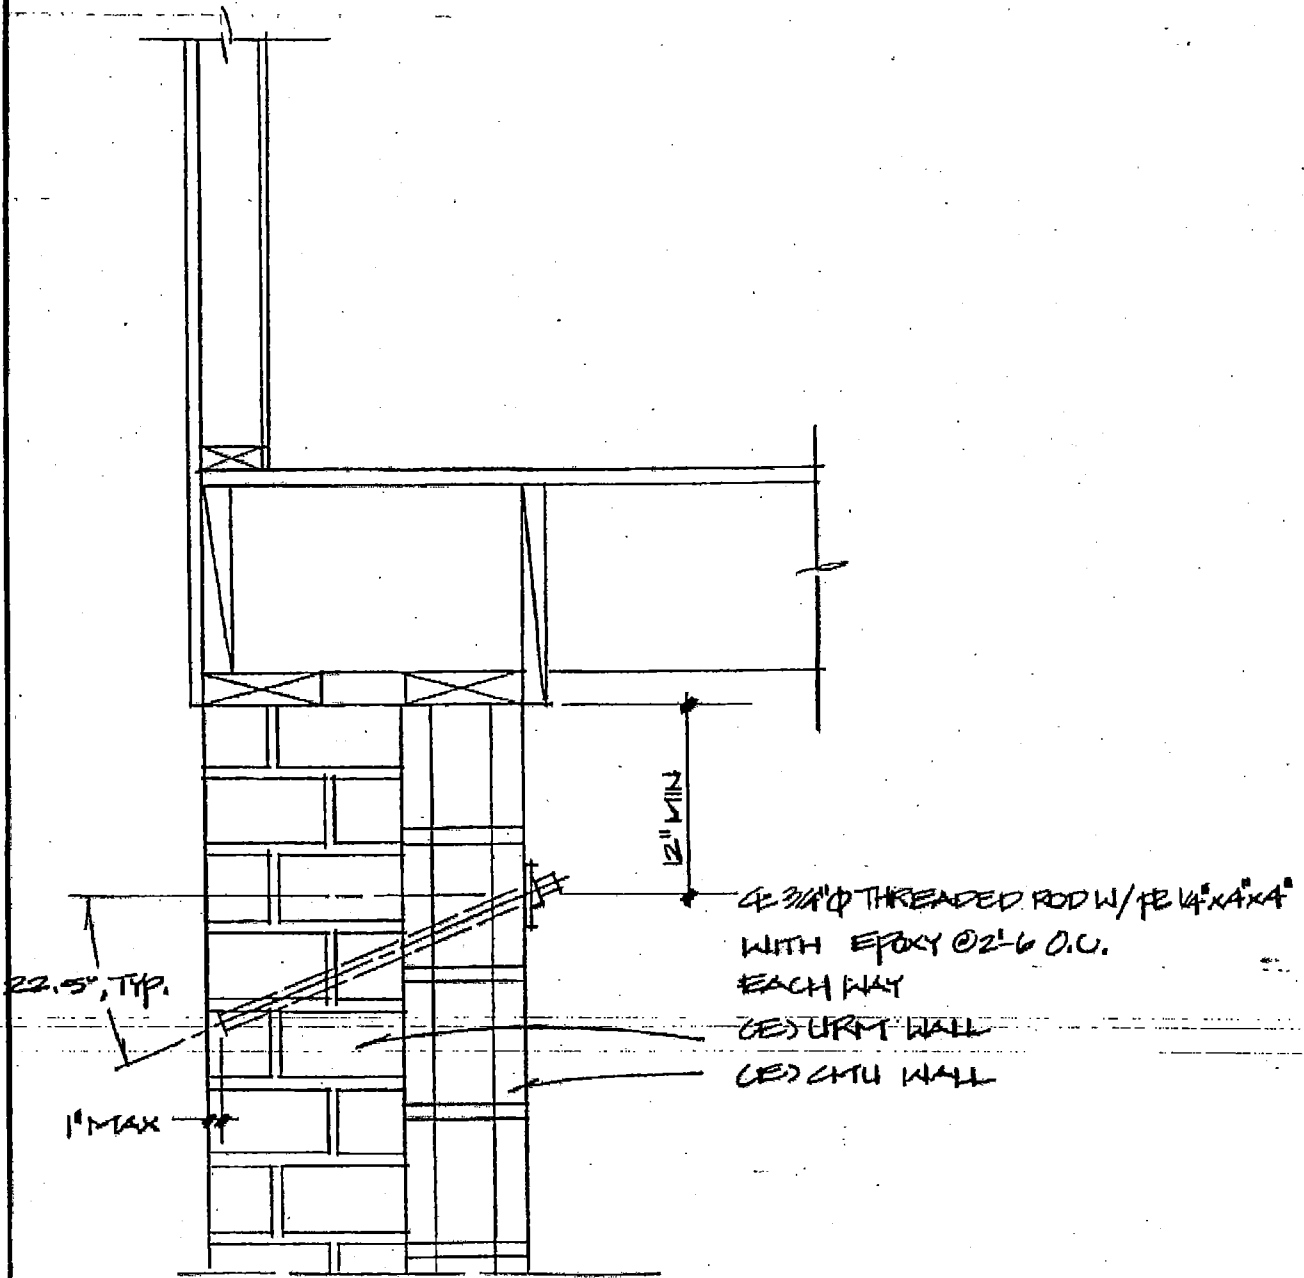 12" MIN
℄ 3/4"Φ THREADED ROD W/ PL 1/4"x4"x4"
WITH EPOXY @2'-6 O.C.
EACH WAY
22.5°, TYP.
(E) URM WALL
(E) CMU WALL
1" MAX